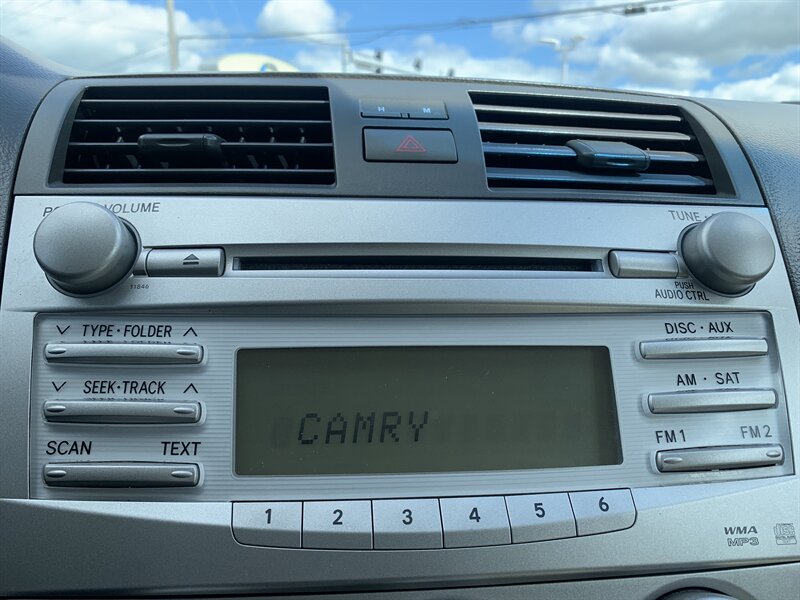 H M
VOLUME
TUNE
11846
PUSH
AUDIO CTRL
TYPE·FOLDER
DISC·AUX
SEEK·TRACK
AM·SAT
SCAN TEXT
FM1 FM2
CAMRY
1 2 3 4 5 6
WMA
MP3